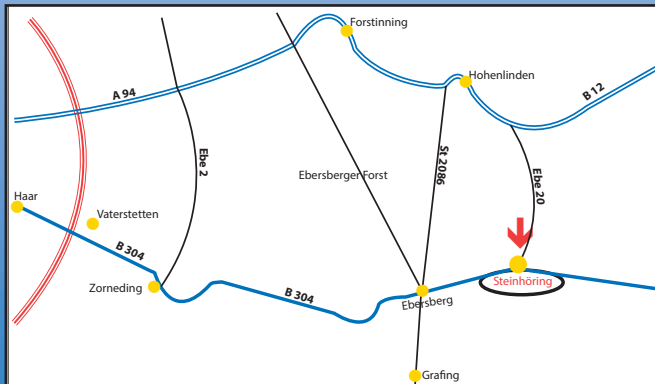 Forstinning
Hohenlinden
A 94
B 12
Ebe 2
St 2086
Ebersberger Forst
Ebe 20
Haar
Vaterstetten
B 304
Zorneding
B 304
Ebersberg
Steinhöring
Grafing